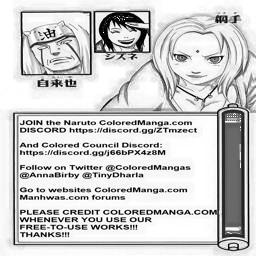 綱手
油
シズネ
自来也
JOIN the Naruto ColoredManga.com
DISCORD https://discord.gg/ZTmzect
And Colored Council Discord:
https://discord.gg/j66bPX4z8M
Follow on Twitter @ColoredMangas
@AnnaBirby @TinyDharla
Go to websites ColoredManga.com
Manhwas.com forums
PLEASE CREDIT COLOREDMANGA.COM
WHENEVER YOU USE OUR
FREE-TO-USE WORKS!!!
THANKS!!!